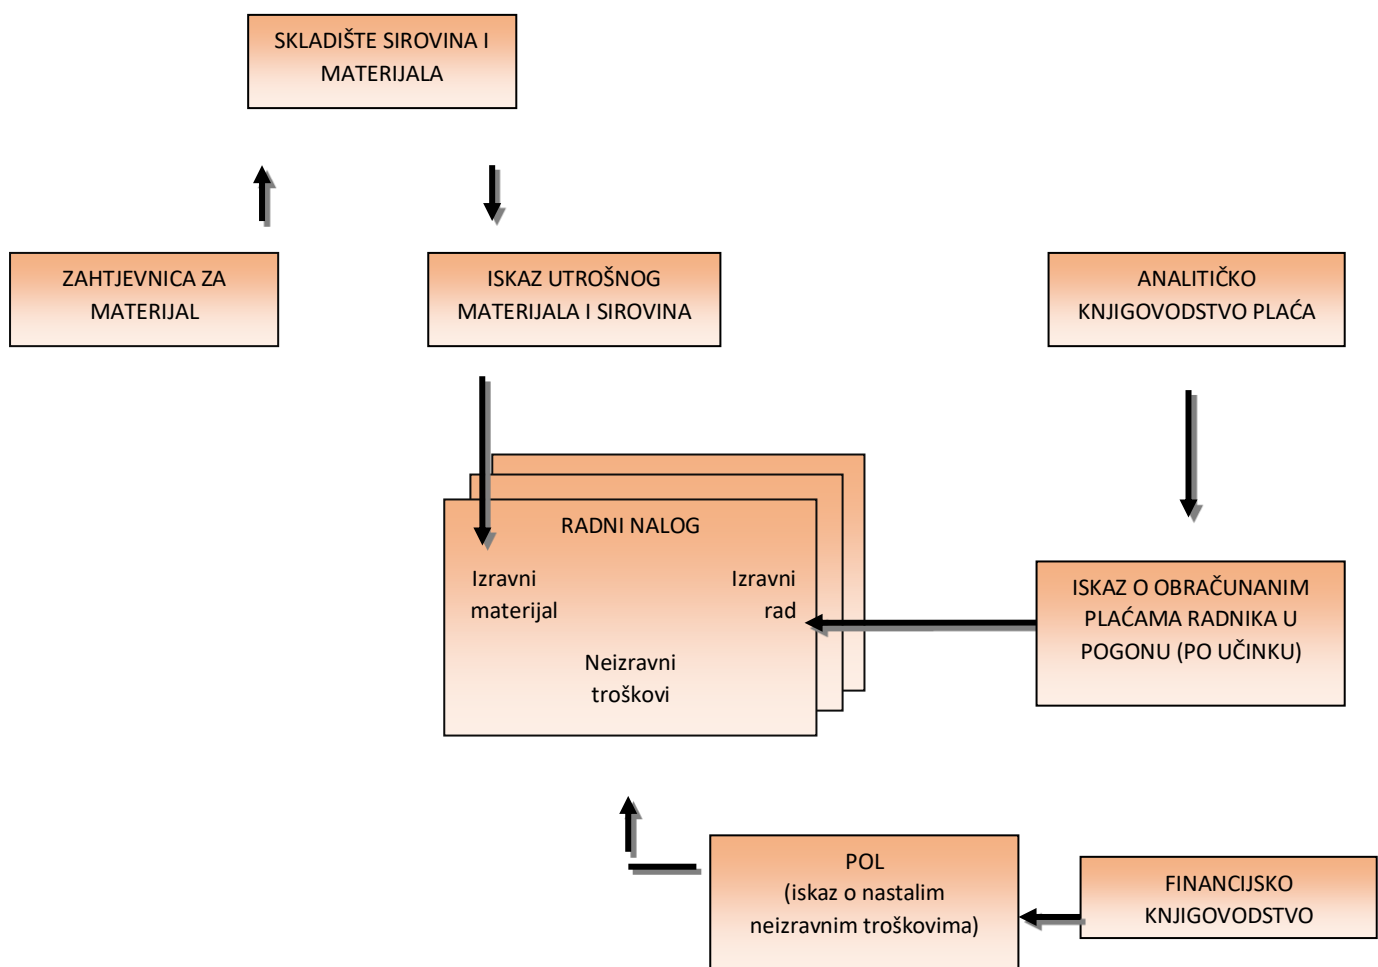 SKLADIŠTE SIROVINA I
MATERIJALA
ZAHTJEVNICA ZA
MATERIJAL
ISKAZ UTROŠNOG
MATERIJALA I SIROVINA
ANALITIČKO
KNJIGOVODSTVO PLAĆA
RADNI NALOG
Izravni
materijal
Izravni
rad
Neizravni
troškovi
ISKAZ O OBRAČUNANIM
PLAĆAMA RADNIKA U
POGONU (PO UČINKU)
POL
(iskaz o nastalim
neizravnim troškovima)
FINANCIJSKO
KNJIGOVODSTVO